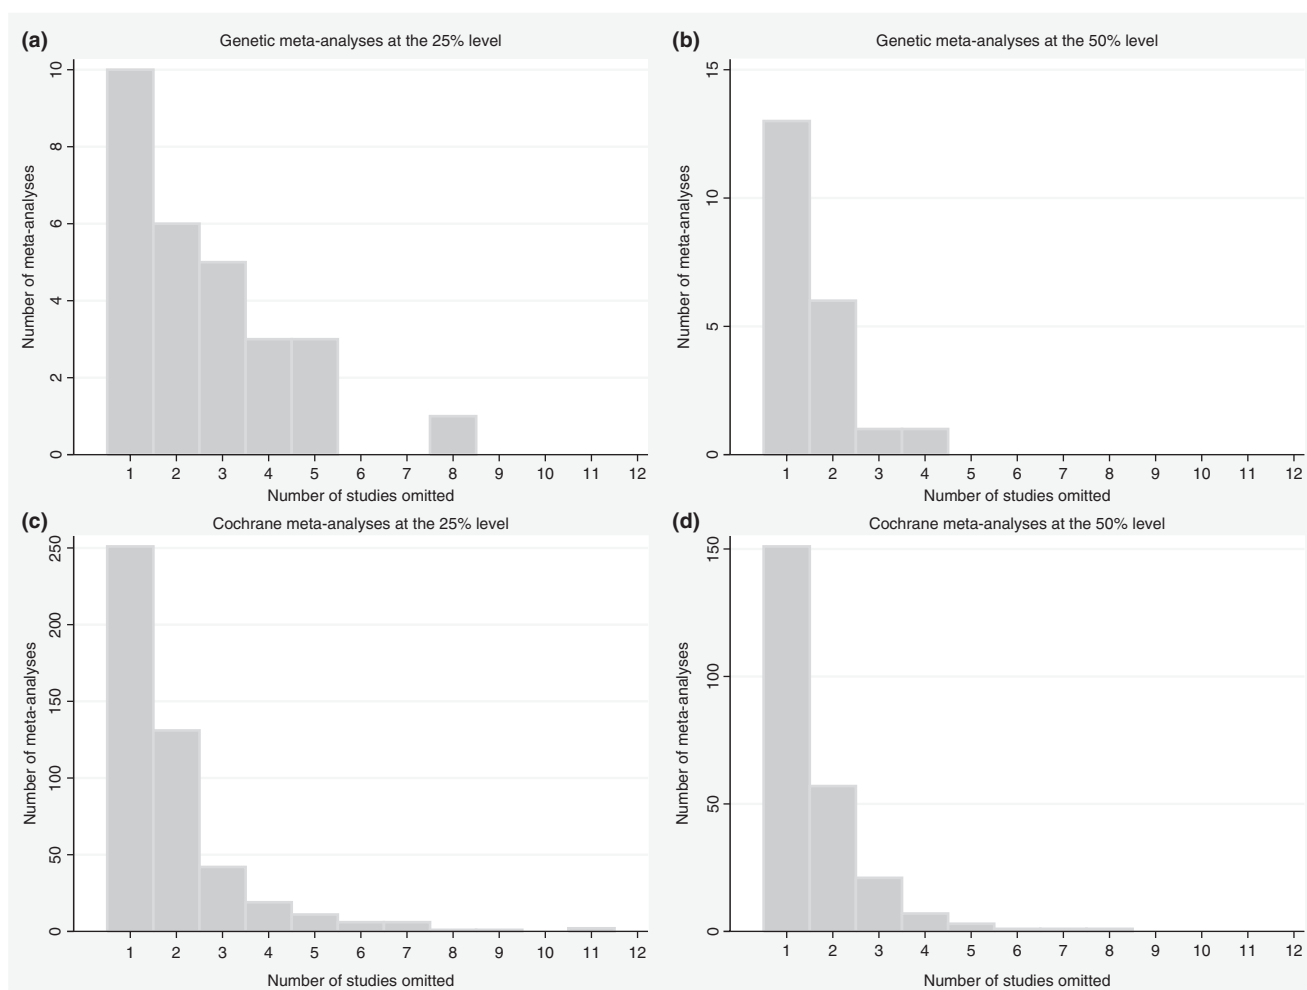 (a) Genetic meta-analyses at the 25% level
Number of meta-analyses
10
8
6
4
2
0
1 2 3 4 5 6 7 8 9 10 11 12
Number of studies omitted
(b) Genetic meta-analyses at the 50% level
Number of meta-analyses
15
10
5
0
1 2 3 4 5 6 7 8 9 10 11 12
Number of studies omitted
(c) Cochrane meta-analyses at the 25% level
Number of meta-analyses
250
200
150
100
50
0
1 2 3 4 5 6 7 8 9 10 11 12
Number of studies omitted
(d) Cochrane meta-analyses at the 50% level
Number of meta-analyses
150
100
50
0
1 2 3 4 5 6 7 8 9 10 11 12
Number of studies omitted